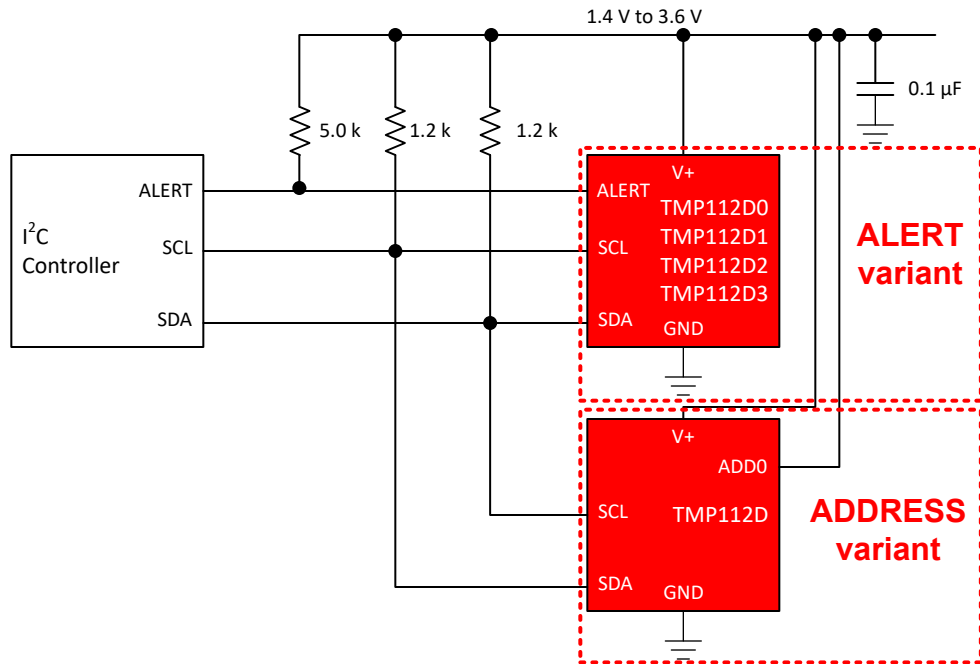 1.4 V to 3.6 V
0.1 µF
5.0 k
1.2 k
1.2 k
I²C
Controller
ALERT
SCL
SDA
V+
ALERT
SCL
SDA
TMP112D0
TMP112D1
TMP112D2
TMP112D3
GND
ALERT
variant
V+
ADD0
SCL
TMP112D
SDA
GND
ADDRESS
variant